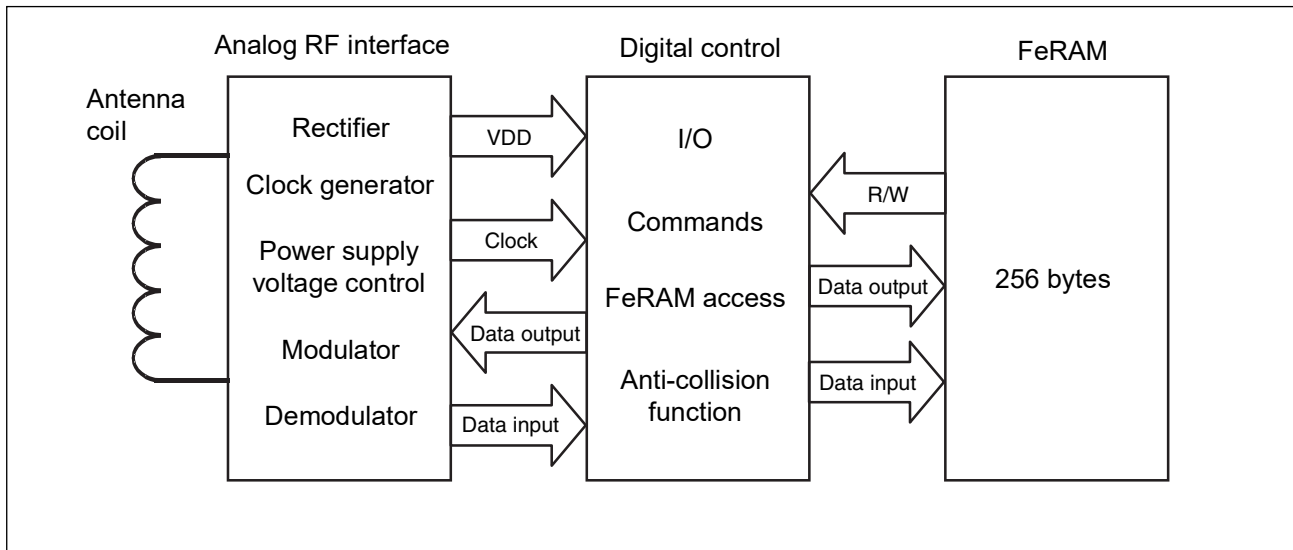 Analog RF interface
Digital control
FeRAM
Antenna
coil
Rectifier
Clock generator
Power supply
voltage control
Modulator
Demodulator
VDD
Clock
Data output
Data input
I/O
Commands
FeRAM access
Anti-collision
function
R/W
Data output
Data input
256 bytes